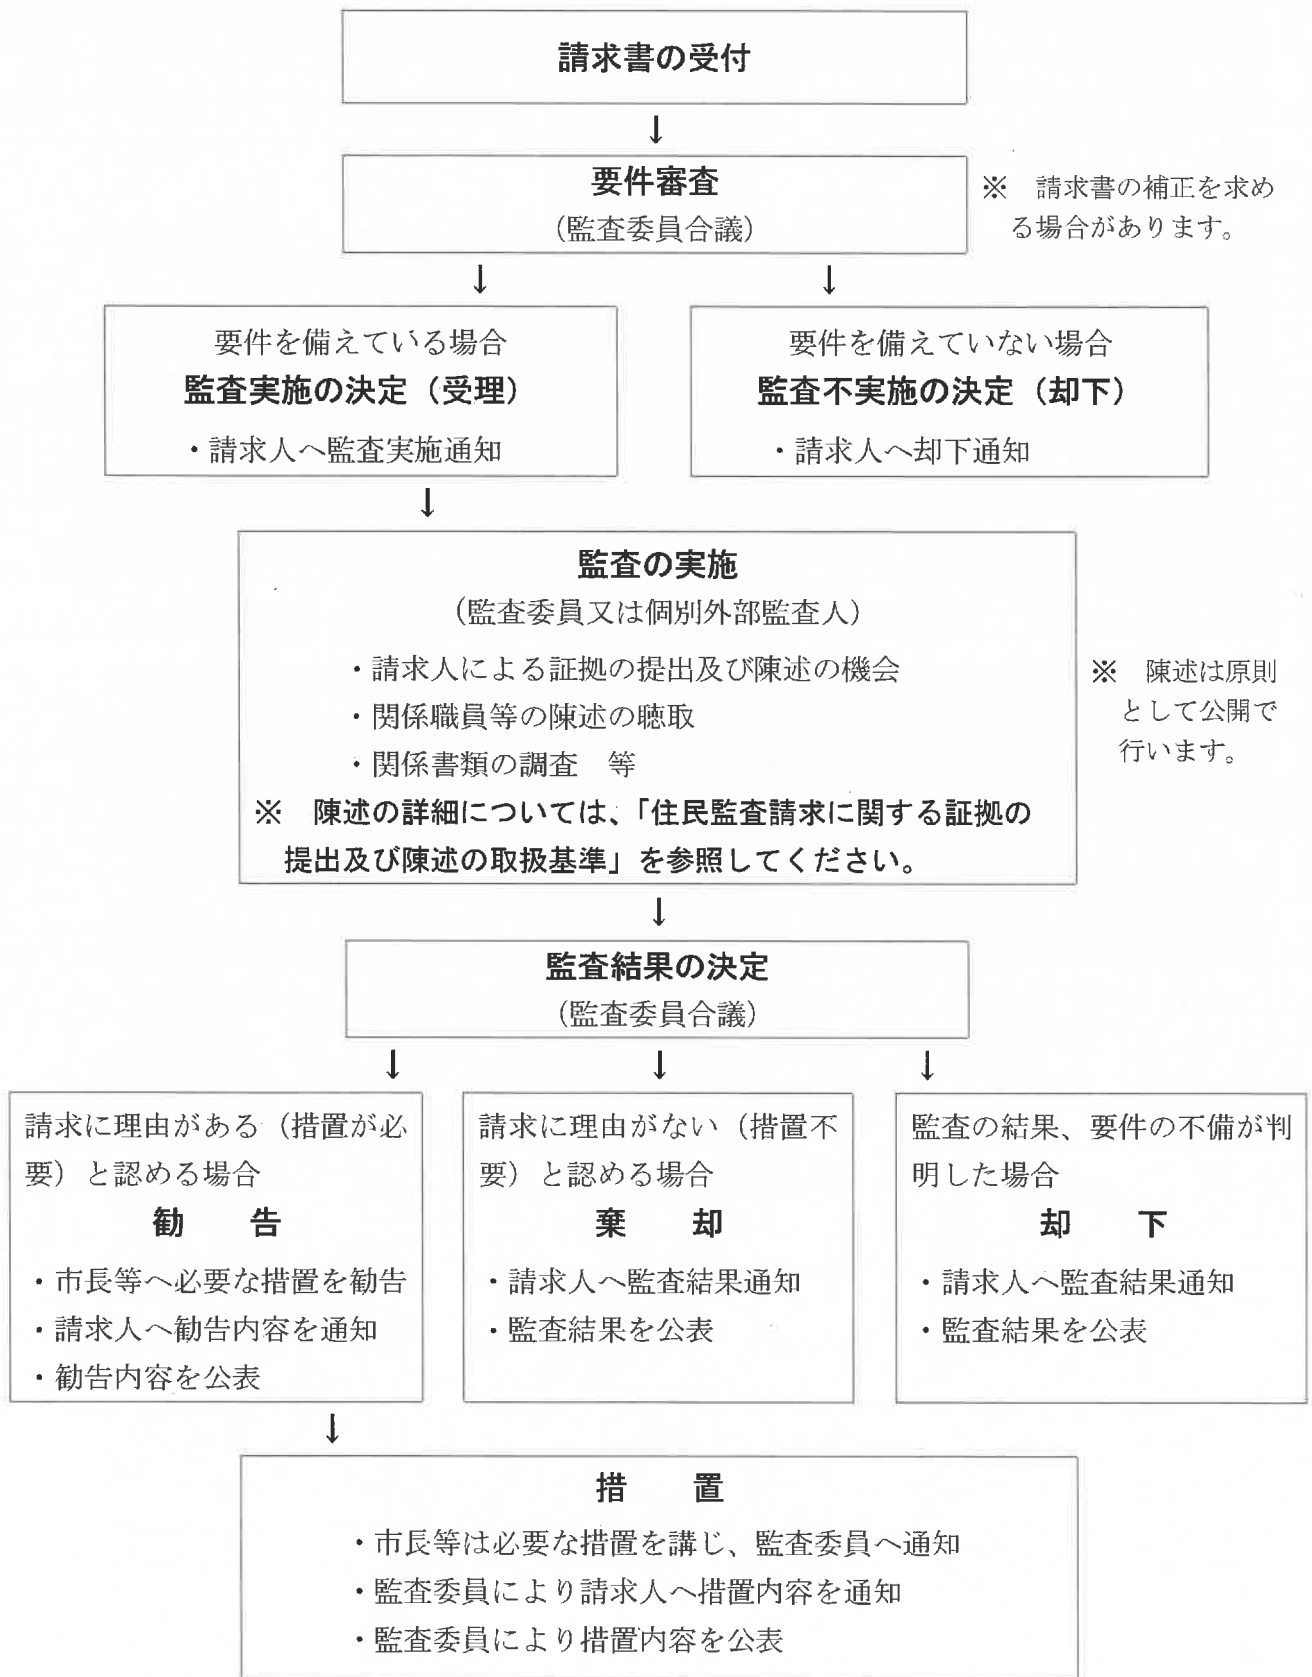 請求書の受付
↓
要件審査
（監査委員合議）
※　請求書の補正を求め
る場合があります。
↓
↓
要件を備えている場合
監査実施の決定（受理）
・請求人へ監査実施通知
要件を備えていない場合
監査不実施の決定（却下）
・請求人へ却下通知
↓
監査の実施
（監査委員又は個別外部監査人）
・請求人による証拠の提出及び陳述の機会
・関係職員等の陳述の聴取
・関係書類の調査　等
※　陳述の詳細については、「住民監査請求に関する証拠の
提出及び陳述の取扱基準」を参照してください。
※　陳述は原則
として公開で
行います。
↓
監査結果の決定
（監査委員合議）
↓
↓
↓
請求に理由がある（措置が必
要）と認める場合
勧　　告
・市長等へ必要な措置を勧告
・請求人へ勧告内容を通知
・勧告内容を公表
請求に理由がない（措置不
要）と認める場合
棄　　却
・請求人へ監査結果通知
・監査結果を公表
監査の結果、要件の不備が判
明した場合
却　　下
・請求人へ監査結果通知
・監査結果を公表
↓
措　　置
・市長等は必要な措置を講じ、監査委員へ通知
・監査委員により請求人へ措置内容を通知
・監査委員により措置内容を公表